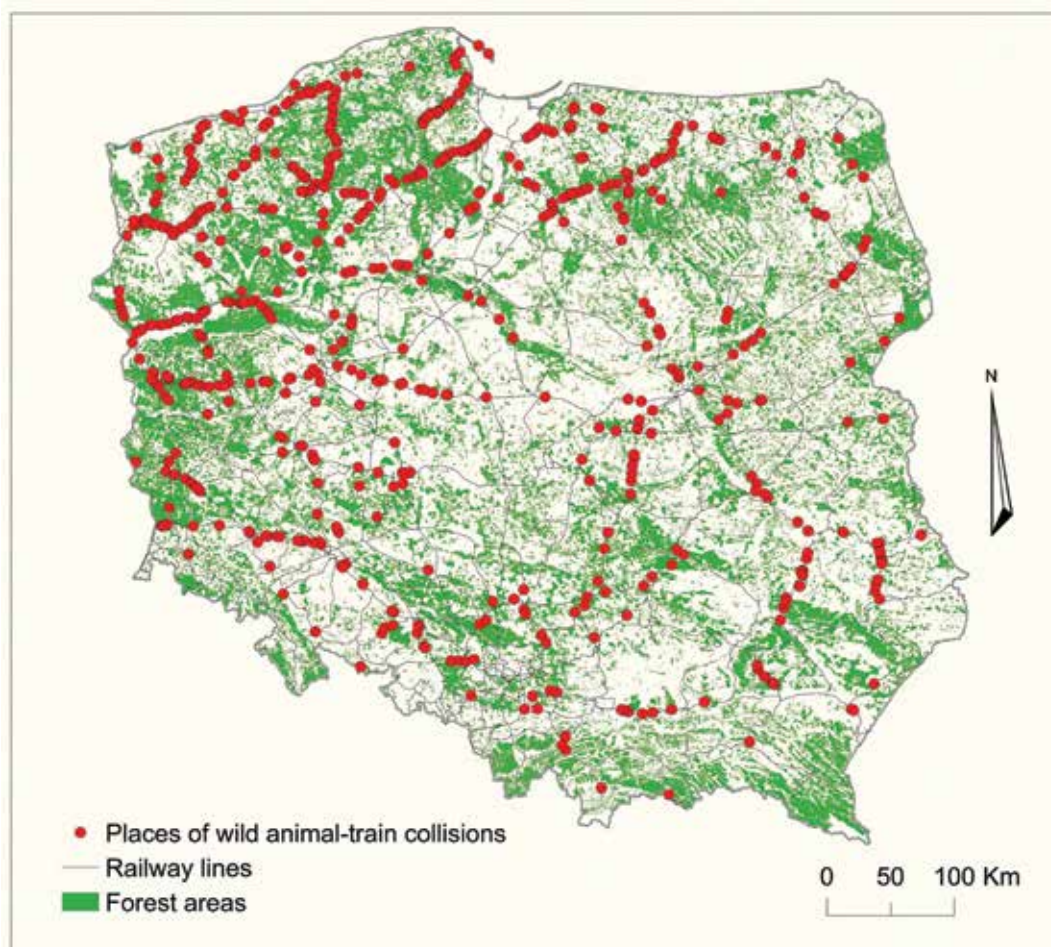 N
Places of wild animal-train collisions
Railway lines
Forest areas
0 50 100 Km